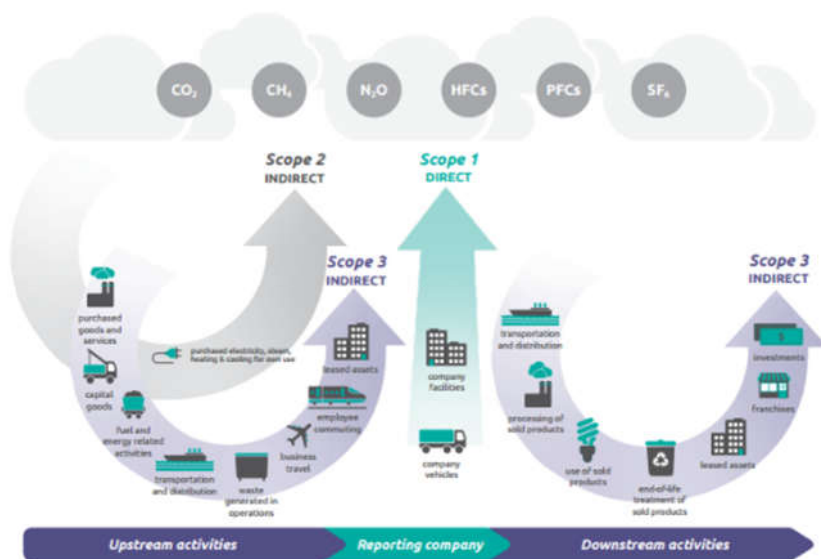 CO₂
CH₄
N₂O
HFCs
PFCs
SF₆
Scope 2
INDIRECT
Scope 1
DIRECT
Scope 3
INDIRECT
Scope 3
INDIRECT
purchased
goods and
services
capital
goods
fuel and
energy related
activities
transportation
and distribution
waste
generated in
operations
business
travel
employee
commuting
leased assets
purchased electricity, steam,
heating & cooling for own use
company
facilities
company
vehicles
transportation
and distribution
processing of
sold products
use of sold
products
end-of-life
treatment of
sold products
leased assets
franchises
investments
Upstream activities
Reporting company
Downstream activities